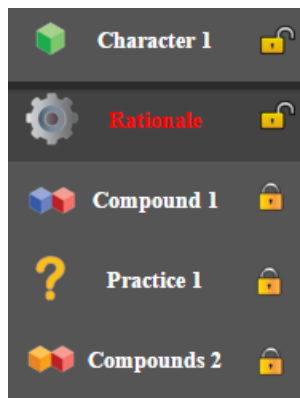 Character 1
Rationale
Compound 1
Practice 1
Compounds 2